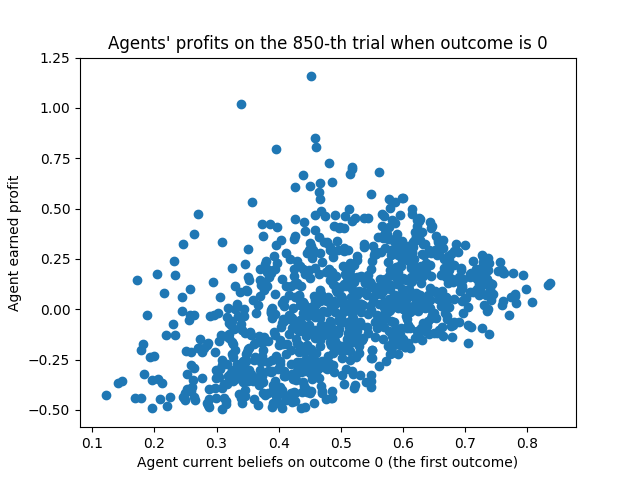 Agents' profits on the 850-th trial when outcome is 0
1.25
1.00
0.75
0.50
0.25
0.00
−0.25
−0.50
Agent earned profit
0.1 0.2 0.3 0.4 0.5 0.6 0.7 0.8
Agent current beliefs on outcome 0 (the first outcome)